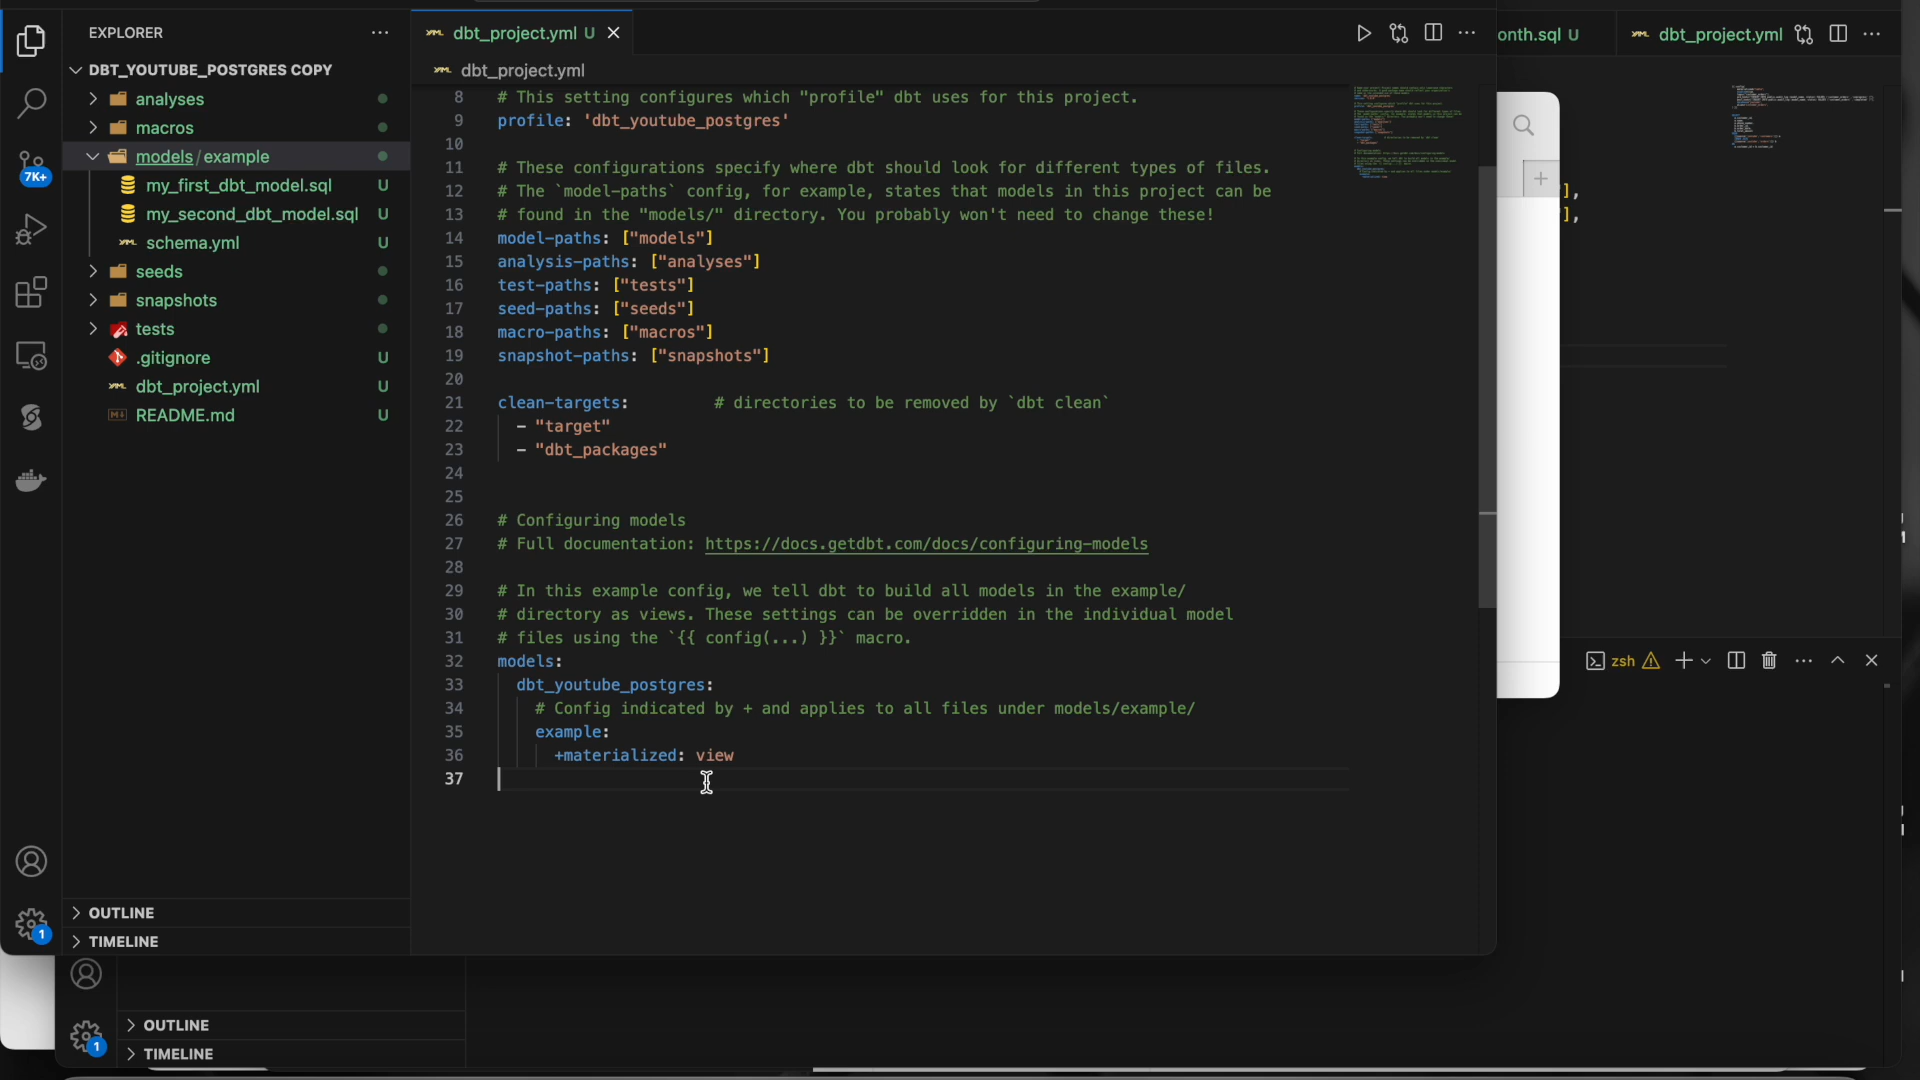 EXPLORER
DBT_YOUTUBE_POSTGRES COPY
analyses
macros
models/example
my_first_dbt_model.sql U
my_second_dbt_model.sql U
schema.yml U
seeds
snapshots
tests
.gitignore U
dbt_project.yml U
README.md U
7K+
1
OUTLINE
TIMELINE
dbt_project.yml U
dbt_project.yml
8 # This setting configures which "profile" dbt uses for this project.
9 profile: 'dbt_youtube_postgres'
10
11 # These configurations specify where dbt should look for different types of files.
12 # The `model-paths` config, for example, states that models in this project can be
13 # found in the "models/" directory. You probably won't need to change these!
14 model-paths: ["models"]
15 analysis-paths: ["analyses"]
16 test-paths: ["tests"]
17 seed-paths: ["seeds"]
18 macro-paths: ["macros"]
19 snapshot-paths: ["snapshots"]
20
21 clean-targets:         # directories to be removed by `dbt clean`
22   - "target"
23   - "dbt_packages"
24
25
26 # Configuring models
27 # Full documentation: https://docs.getdbt.com/docs/configuring-models
28
29 # In this example config, we tell dbt to build all models in the example/
30 # directory as views. These settings can be overridden in the individual model
31 # files using the `{{ config(...) }}` macro.
32 models:
33   dbt_youtube_postgres:
34     # Config indicated by + and applies to all files under models/example/
35     example:
36       +materialized: view
37
onth.sql U
dbt_project.yml
],
],
zsh
1
OUTLINE
TIMELINE